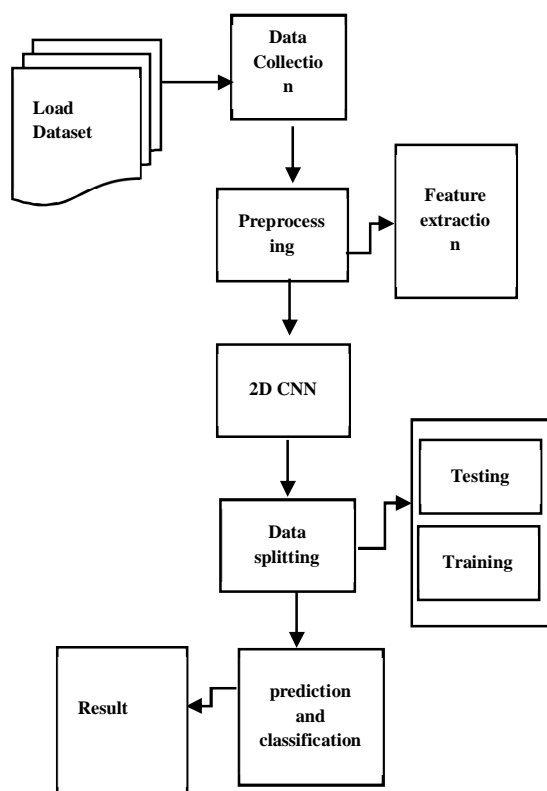 Data
Collectio
n
Load
Dataset
Preprocess
ing
Feature
extractio
n
2D CNN
Data
splitting
Testing
Training
Result
prediction
and
classification